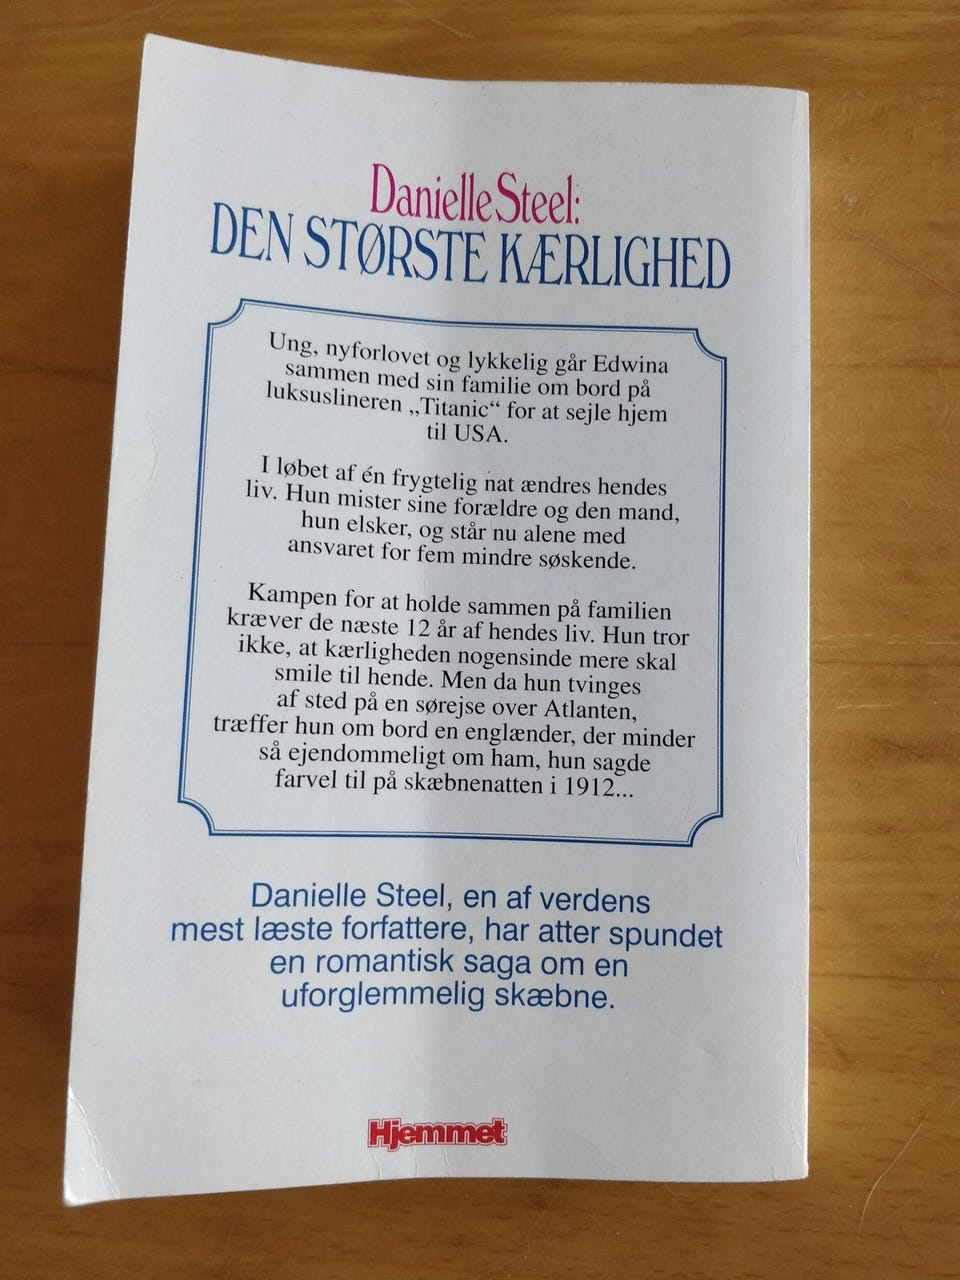 Danielle Steel:
DEN STØRSTE KÆRLIGHED
Ung, nyforlovet og lykkelig går Edwina
sammen med sin familie om bord på
luksuslineren „Titanic“ for at sejle hjem
til USA.
I løbet af én frygtelig nat ændres hendes
liv. Hun mister sine forældre og den mand,
hun elsker, og står nu alene med
ansvaret for fem mindre søskende.
Kampen for at holde sammen på familien
kræver de næste 12 år af hendes liv. Hun tror
ikke, at kærligheden nogensinde mere skal
smile til hende. Men da hun tvinges
af sted på en sørejse over Atlanten,
træffer hun om bord en englænder, der minder
så ejendommeligt om ham, hun sagde
farvel til på skæbnenatten i 1912...
Danielle Steel, en af verdens
mest læste forfattere, har atter spundet
en romantisk saga om en
uforglemmelig skæbne.
Hjemmet